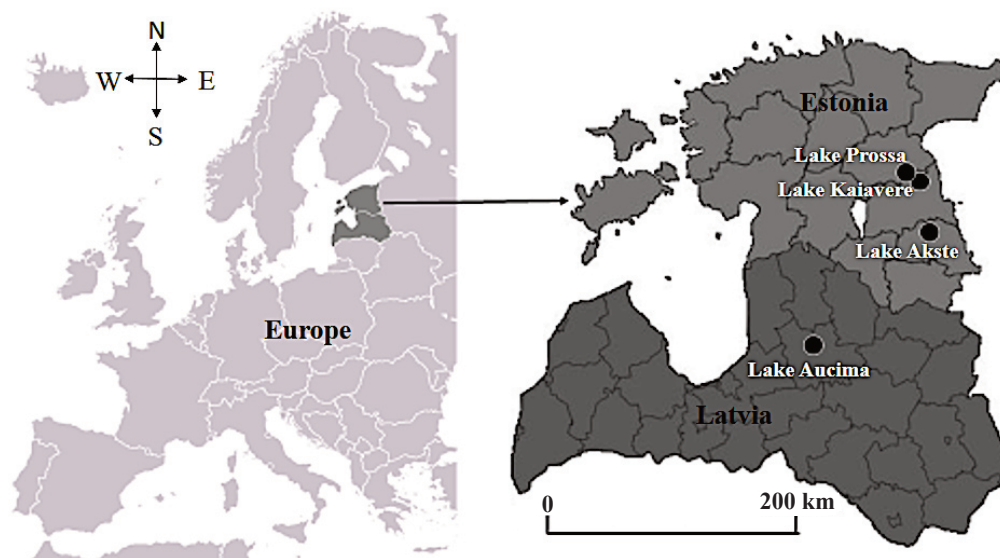 N
W E
S
Europe
Estonia
Lake Prossa
Lake Kaiavere
Lake Akste
Lake Aucima
Latvia
0 200 km